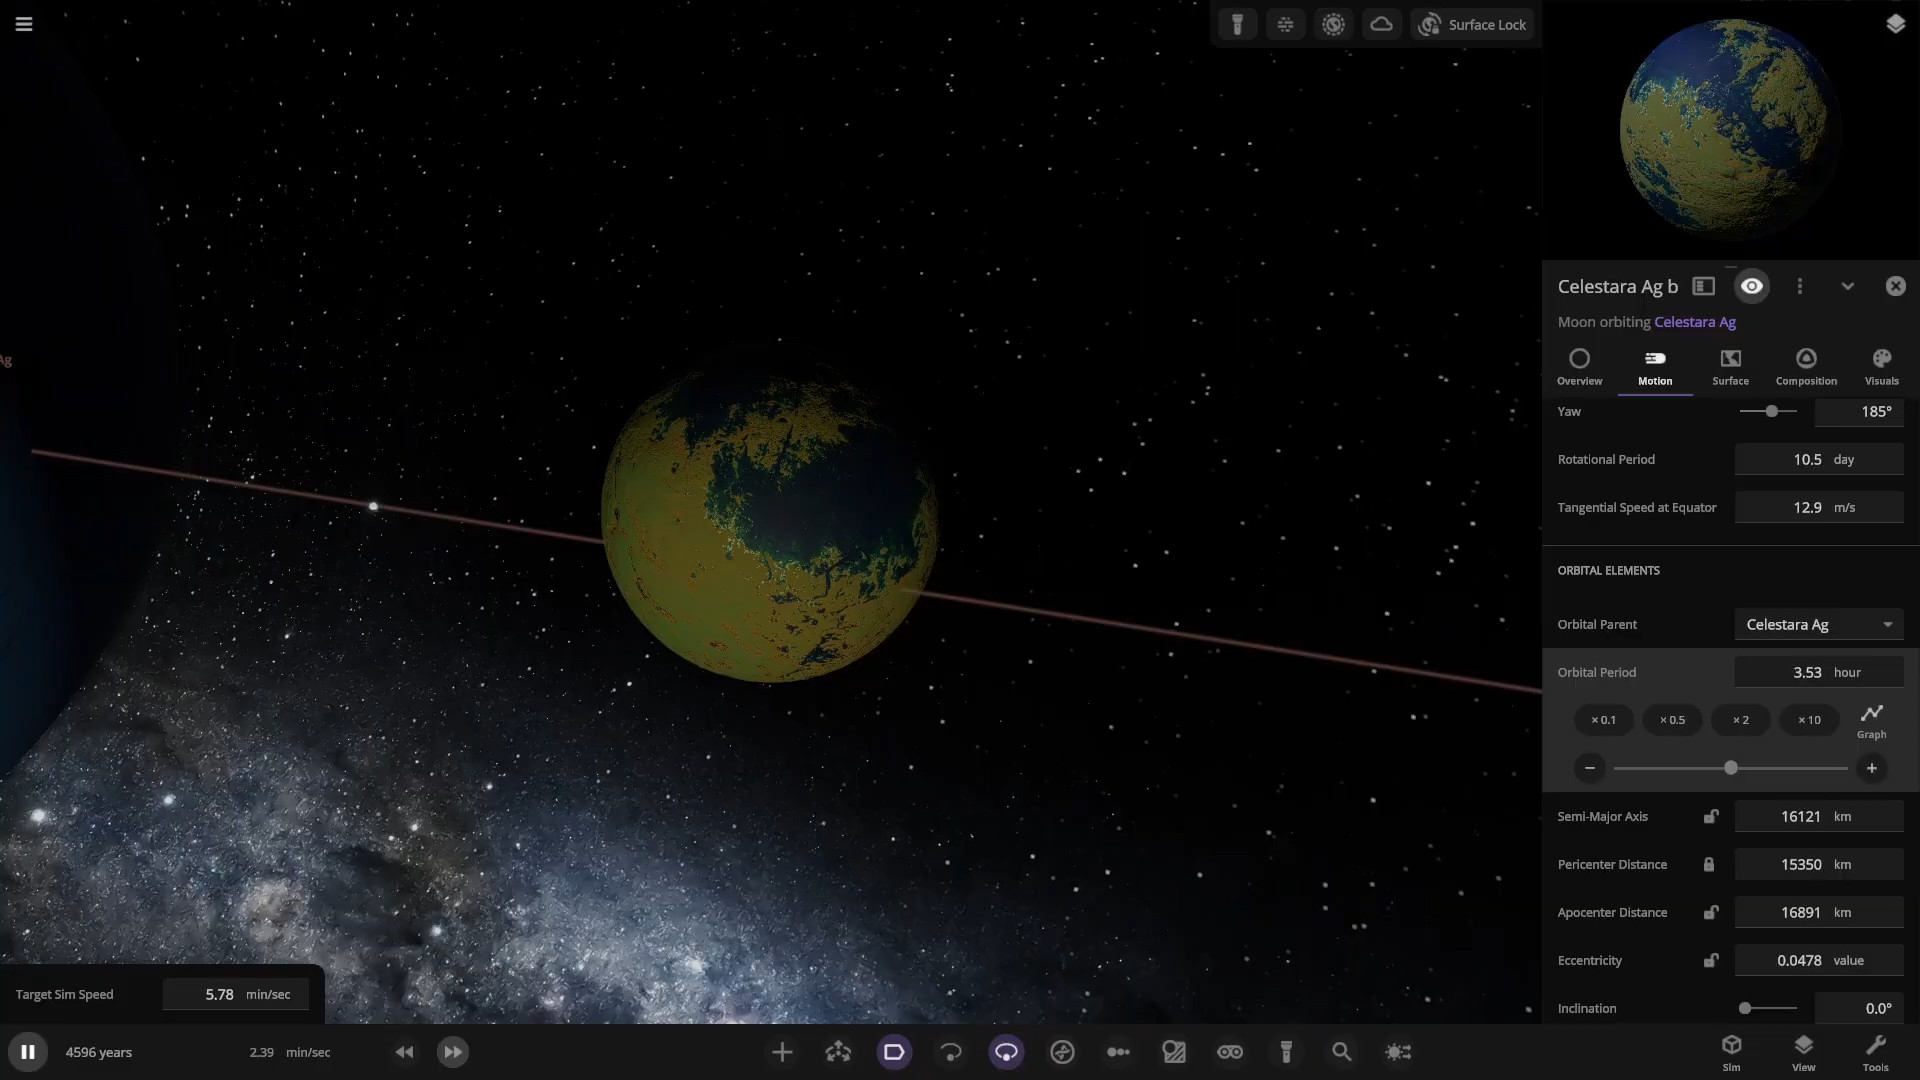 Surface Lock
Ag
Celestara Ag b
Moon orbiting Celestara Ag
Overview Motion Surface Composition Visuals
Yaw 185°
Rotational Period 10.5 day
Tangential Speed at Equator 12.9 m/s
ORBITAL ELEMENTS
Orbital Parent Celestara Ag
Orbital Period 3.53 hour
× 0.1 × 0.5 × 2 × 10 Graph
Semi-Major Axis 16121 km
Pericenter Distance 15350 km
Apocenter Distance 16891 km
Eccentricity 0.0478 value
Inclination 0.0°
Target Sim Speed 5.78 min/sec
4596 years 2.39 min/sec
Sim View Tools